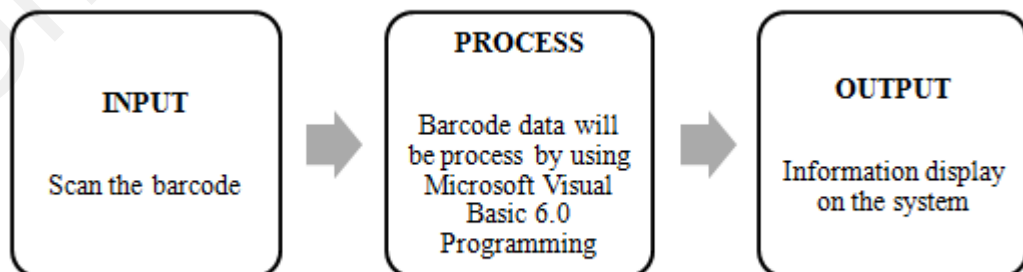 INPUT
Scan the barcode
PROCESS
Barcode data will
be process by using
Microsoft Visual
Basic 6.0
Programming
OUTPUT
Information display
on the system